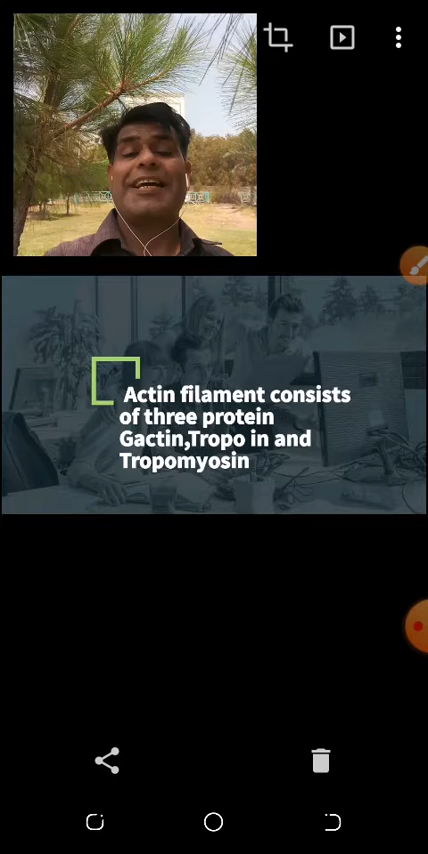 Actin filament consists
of three protein
Gactin,Tropo in and
Tropomyosin